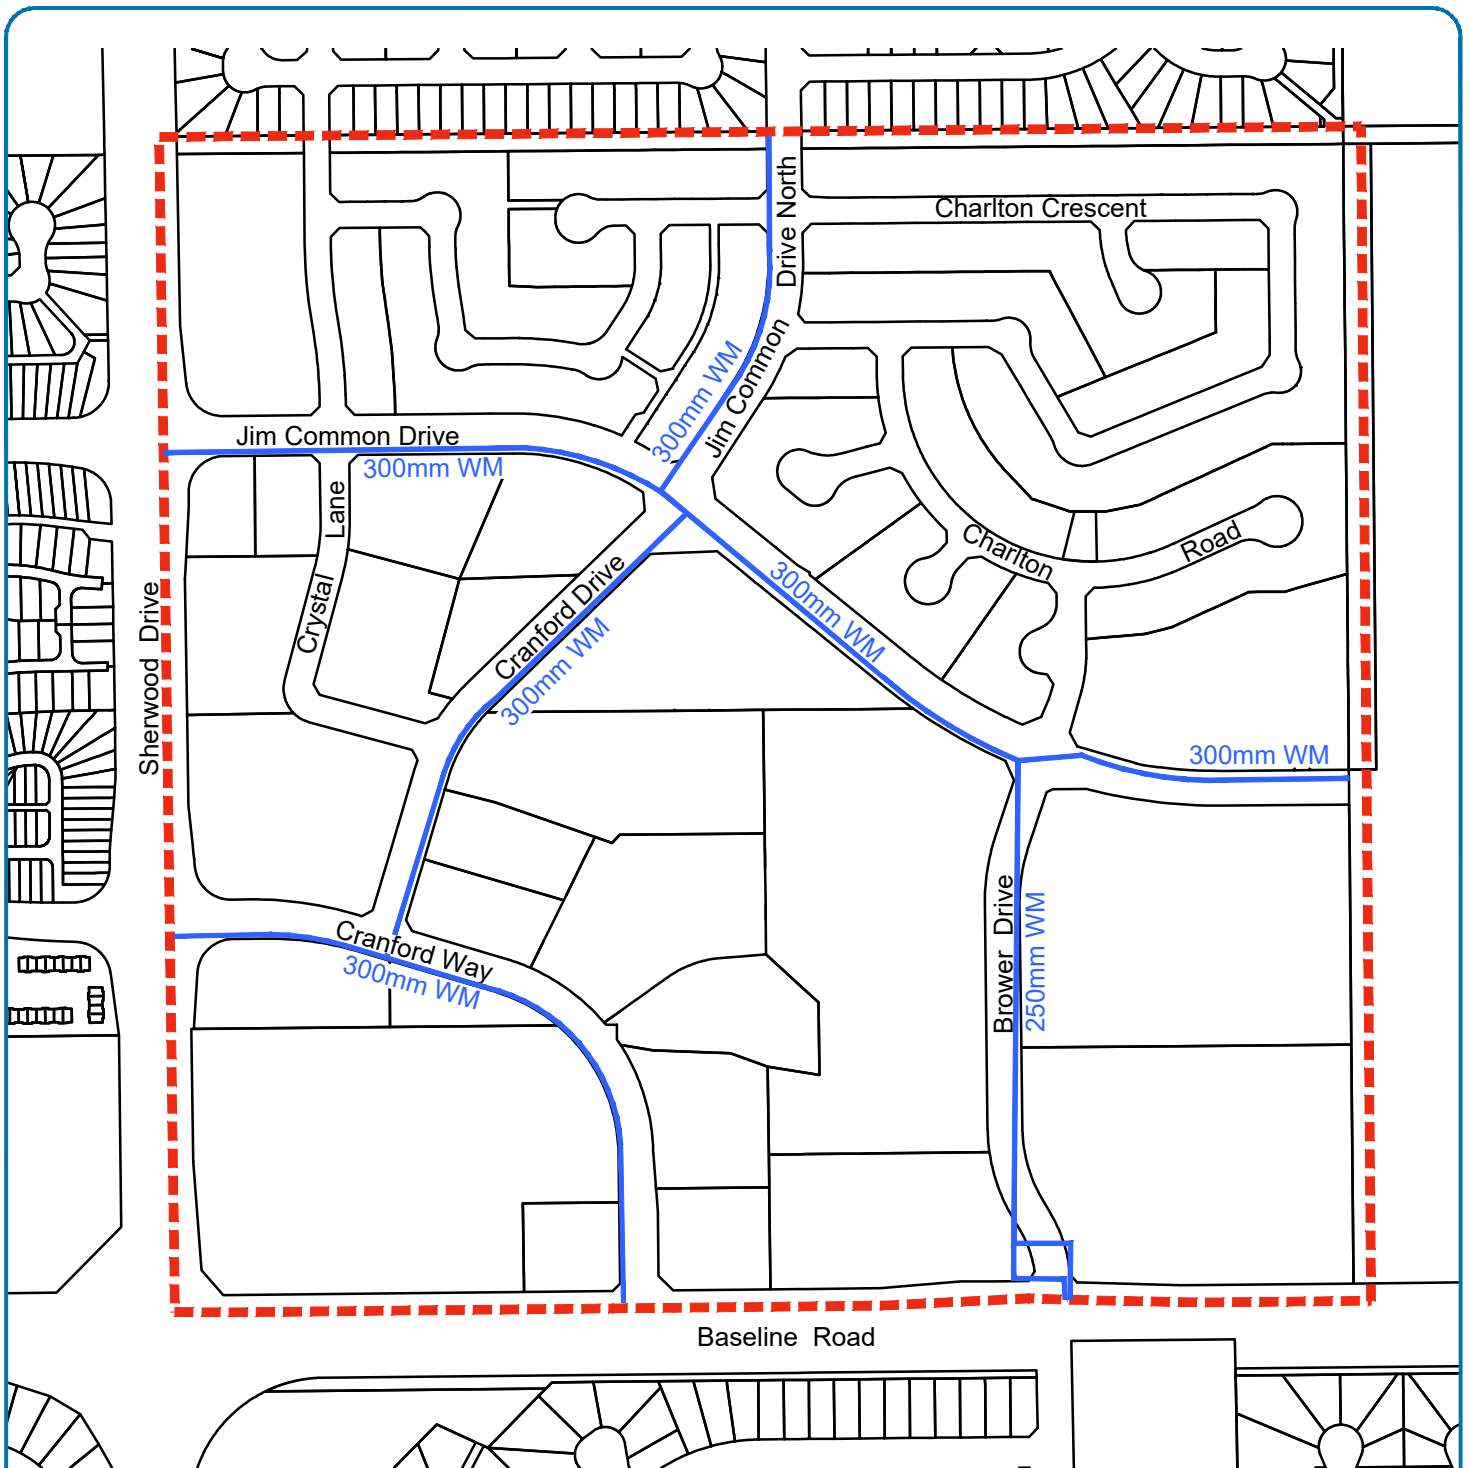 Charlton Crescent
Drive North
Jim Common
300mm WM
Jim Common Drive
300mm WM
Lane
Crystal
Charlton
Road
Cranford Drive
300mm WM
300mm WM
Sherwood Drive
300mm WM
Brower Drive
250mm WM
Cranford Way
300mm WM
Baseline Road